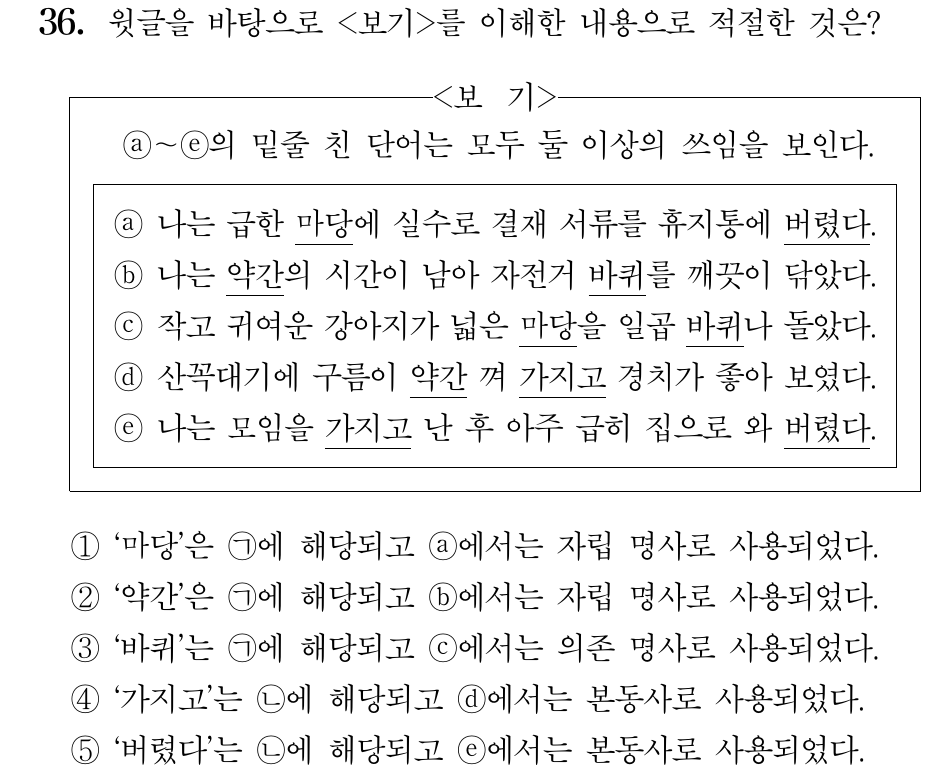 36. 윗글을 바탕으로 <보기>를 이해한 내용으로 적절한 것은?
<보 기>
ⓐ~ⓔ의 밑줄 친 단어는 모두 둘 이상의 쓰임을 보인다.
ⓐ 나는 급한 마당에 실수로 결재 서류를 휴지통에 버렸다.
ⓑ 나는 약간의 시간이 남아 자전거 바퀴를 깨끗이 닦았다.
ⓒ 작고 귀여운 강아지가 넓은 마당을 일곱 바퀴나 돌았다.
ⓓ 산꼭대기에 구름이 약간 껴 가지고 경치가 좋아 보였다.
ⓔ 나는 모임을 가지고 난 후 아주 급히 집으로 와 버렸다.
① ‘마당’은 ㉠에 해당되고 ⓐ에서는 자립 명사로 사용되었다.
② ‘약간’은 ㉠에 해당되고 ⓑ에서는 자립 명사로 사용되었다.
③ ‘바퀴’는 ㉠에 해당되고 ⓒ에서는 의존 명사로 사용되었다.
④ ‘가지고’는 ㉡에 해당되고 ⓓ에서는 본동사로 사용되었다.
⑤ ‘버렸다’는 ㉡에 해당되고 ⓔ에서는 본동사로 사용되었다.